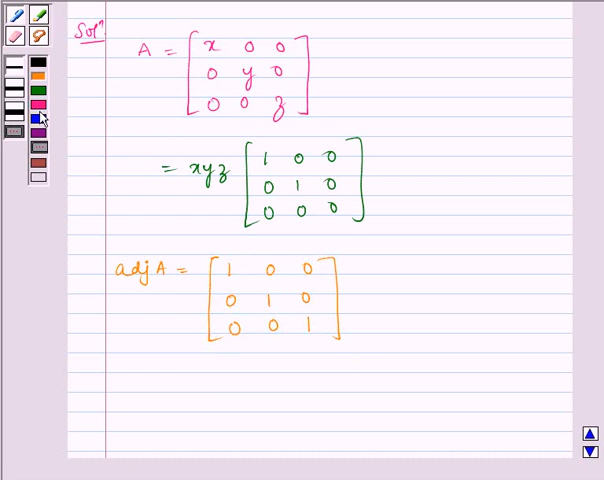 Solⁿ.
A = [ x 0 0
0 y 0
0 0 z ]
= xyz [ 1 0 0
0 1 0
0 0 0 ]
adj A = [ 1 0 0
0 1 0
0 0 1 ]